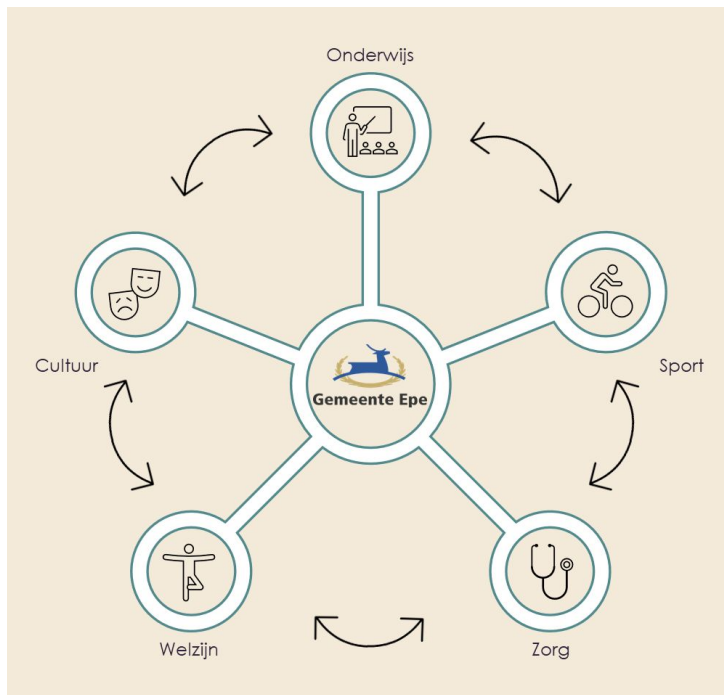 Onderwijs
Cultuur
Sport
Gemeente Epe
Welzijn
Zorg